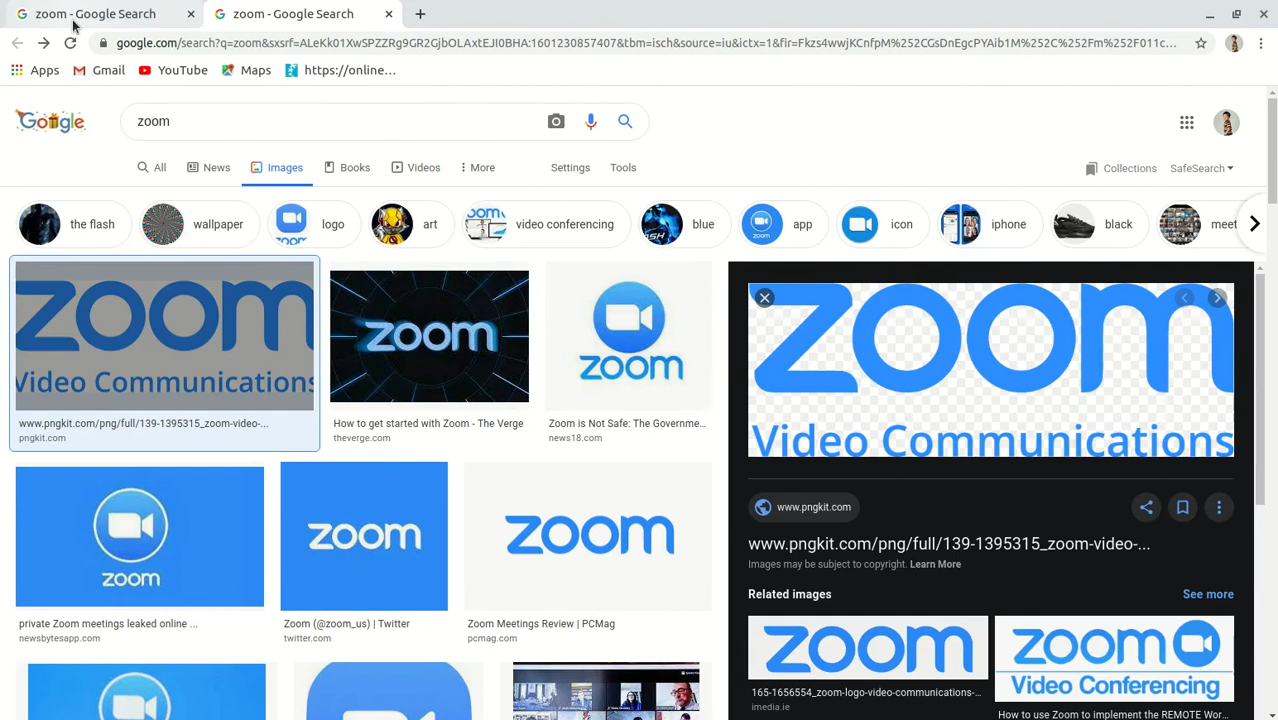 zoom - Google Search
zoom - Google Search
google.com/search?q=zoom&sxsrf=ALeKk01XwSPZZRg9GR2GjbOLAxtEJI0BHA:1601230857407&tbm=isch&source=iu&ictx=1&fir=Fkzs4wwjKCnfpM%252CGsDnEgcPYAib1M%252C%252Fm%252F011c...
Apps
Gmail
YouTube
Maps
https://online...
Google
zoom
All
News
Images
Books
Videos
More
Settings
Tools
Collections
SafeSearch
the flash
wallpaper
zoom
logo
art
zoom
video conferencing
blue
zoom
app
icon
iphone
black
meet
zoom
Video Communications
www.pngkit.com/png/full/139-1395315_zoom-video-...
pngkit.com
zoom
How to get started with Zoom - The Verge
theverge.com
zoom
Zoom is Not Safe: The Governme...
news18.com
zoom
Video Communications
www.pngkit.com
www.pngkit.com/png/full/139-1395315_zoom-video-...
Images may be subject to copyright. Learn More
Related images
See more
zoom
private Zoom meetings leaked online ...
newsbytesapp.com
zoom
Zoom (@zoom_us) | Twitter
twitter.com
zoom
Zoom Meetings Review | PCMag
pcmag.com
zoom
165-1656554_zoom-logo-video-communications-...
imedia.ie
zoom
Video Conferencing
How to use Zoom to implement the REMOTE Wor...